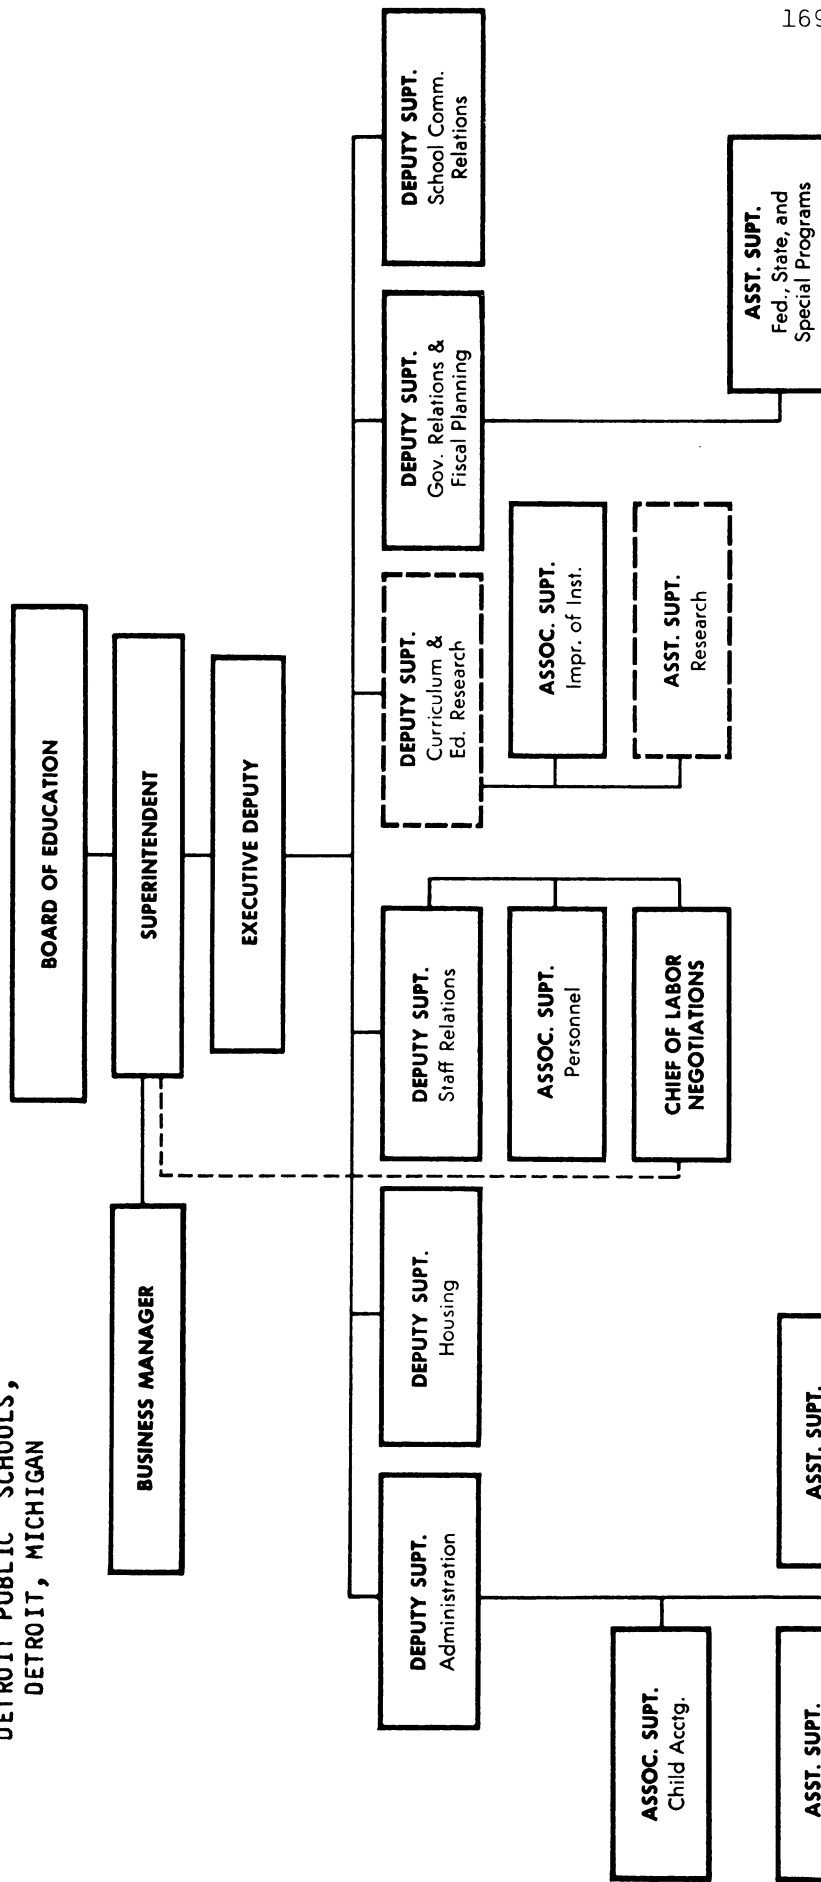 169
DETROIT PUBLIC SCHOOLS,
DETROIT, MICHIGAN
BOARD OF EDUCATION
SUPERINTENDENT
BUSINESS MANAGER
EXECUTIVE DEPUTY
DEPUTY SUPT.
Administration
DEPUTY SUPT.
Housing
DEPUTY SUPT.
Staff Relations
DEPUTY SUPT.
Curriculum &
Ed. Research
DEPUTY SUPT.
Gov. Relations &
Fiscal Planning
DEPUTY SUPT.
School Comm.
Relations
ASSOC. SUPT.
Personnel
ASSOC. SUPT.
Impr. of Inst.
CHIEF OF LABOR
NEGOTIATIONS
ASST. SUPT.
Research
ASSOC. SUPT.
Child Acctg.
ASST. SUPT.
Fed., State, and
Special Programs
ASST. SUPT.
ASST. SUPT.